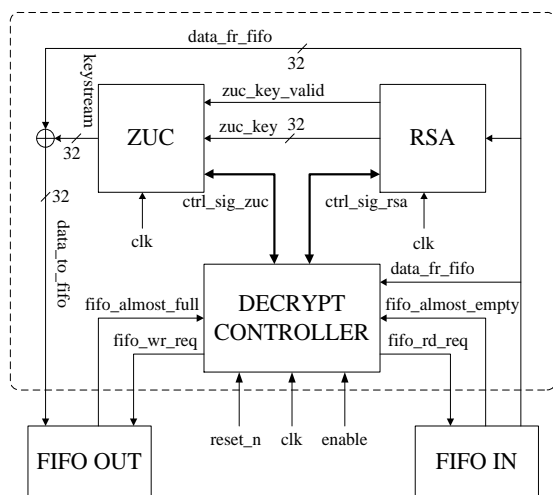 data_fr_fifo
32
keystream
zuc_key_valid
ZUC
zuc_key
32
RSA
32
32
ctrl_sig_zuc
ctrl_sig_rsa
clk
clk
data_to_fifo
data_fr_fifo
fifo_almost_full
DECRYPT
CONTROLLER
fifo_almost_empty
fifo_wr_req
fifo_rd_req
reset_n
clk
enable
FIFO OUT
FIFO IN